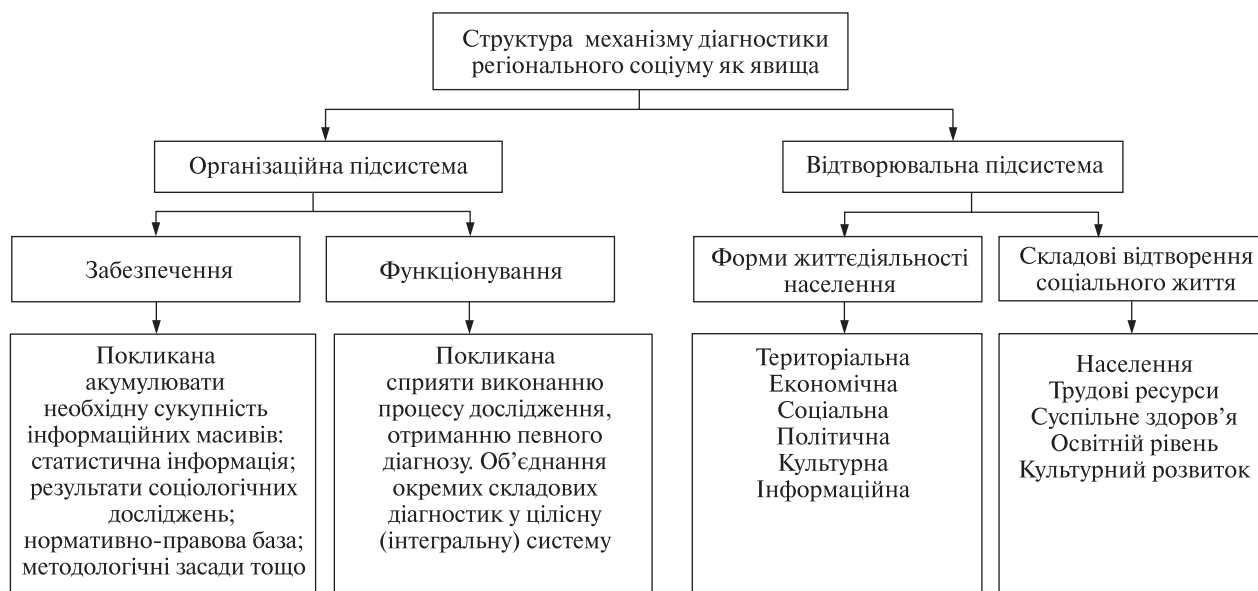 Структура механізму діагностики
регіонального соціуму як явища
Організаційна підсистема
Відтворювальна підсистема
Забезпечення
Функціонування
Форми життєдіяльності
населення
Складові відтворення
соціального життя
Покликана
акумулювати
необхідну сукупність
інформаційних масивів:
статистична інформація;
результати соціологічних
досліджень;
нормативно-правова база;
методологічні засади тощо
Покликана
сприяти виконанню
процесу дослідження,
отриманню певного
діагнозу. Об’єднання
окремих складових
діагностик у цілісну
(інтегральну) систему
Територіальна
Економічна
Соціальна
Політична
Культурна
Інформаційна
Населення
Трудові ресурси
Суспільне здоров’я
Освітній рівень
Культурний розвиток